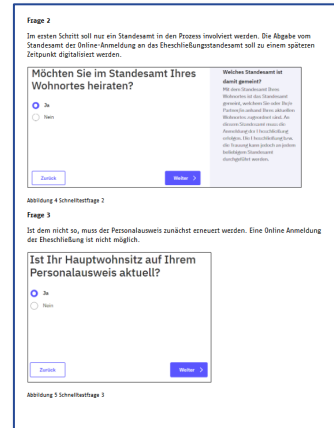 Frage 2
Im ersten Schritt soll nur ein Standesamt in den Prozess involviert werden. Die Abgabe vom
Standesamt der Online-Anmeldung an das Eheschließungsstandesamt soll zu einem späteren
Zeitpunkt digitalisiert werden.
Möchten Sie im Standesamt Ihres
Wohnortes heiraten?
Ja
Nein
Zurück
Weiter
Welches Standesamt ist
damit gemeint?
Mit dem Standesamt Ihres
Wohnortes ist das Standesamt
gemeint, welchem Sie oder Ihr/e
Partner/in anhand Ihres aktuellen
Wohnortes zugeordnet sind. An
diesem Standesamt muss die
Anmeldung der Eheschließung
erfolgen. Die Eheschließung bzw.
die Trauung kann jedoch an jedem
beliebigen Standesamt
durchgeführt werden.
Abbildung 4 Schnelltestfrage 2
Frage 3
Ist dem nicht so, muss der Personalausweis zunächst erneuert werden. Eine Online Anmeldung
der Eheschließung ist nicht möglich.
Ist Ihr Hauptwohnsitz auf Ihrem
Personalausweis aktuell?
Ja
Nein
Zurück
Weiter
Abbildung 5 Schnelltestfrage 3